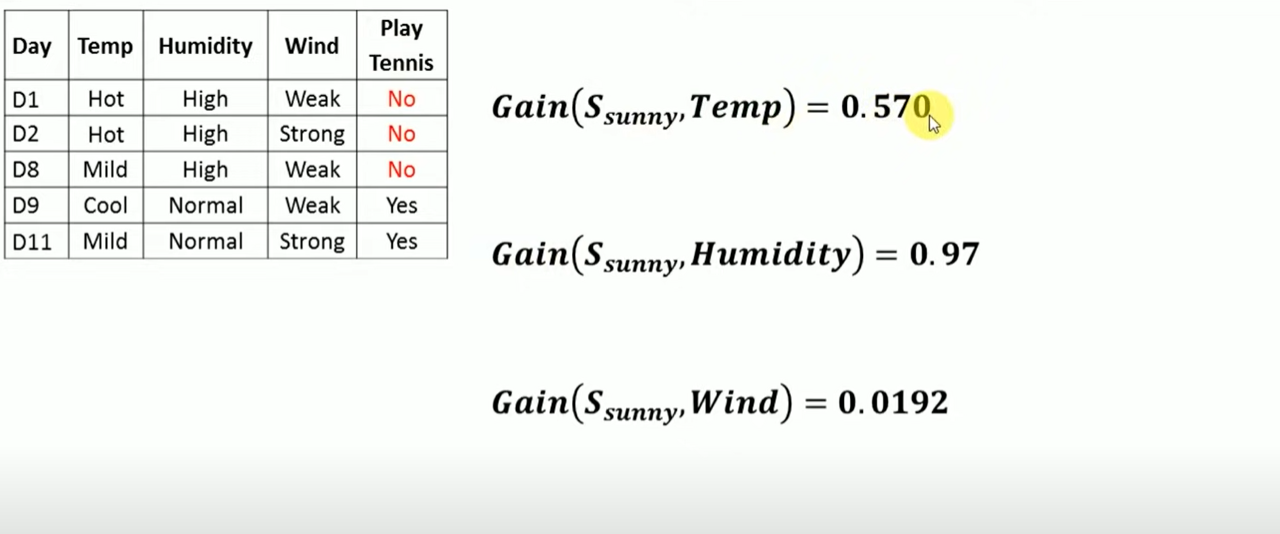 Day Temp Humidity Wind Play Tennis
D1 Hot High Weak No
D2 Hot High Strong No
D8 Mild High Weak No
D9 Cool Normal Weak Yes
D11 Mild Normal Strong Yes
Gain(S_sunny, Temp) = 0.570
Gain(S_sunny, Humidity) = 0.97
Gain(S_sunny, Wind) = 0.0192